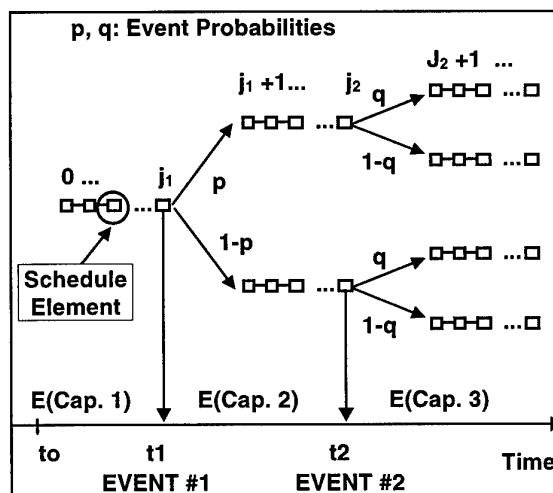 p, q: Event Probabilities
J₂ +1 ...
j₁ +1... j₂
q
...
1-q
...
0 ... j₁
p
...
1-p
Schedule
Element
q
...
1-q
...
E(Cap. 1) E(Cap. 2) E(Cap. 3)
to t1 t2 Time
EVENT #1 EVENT #2